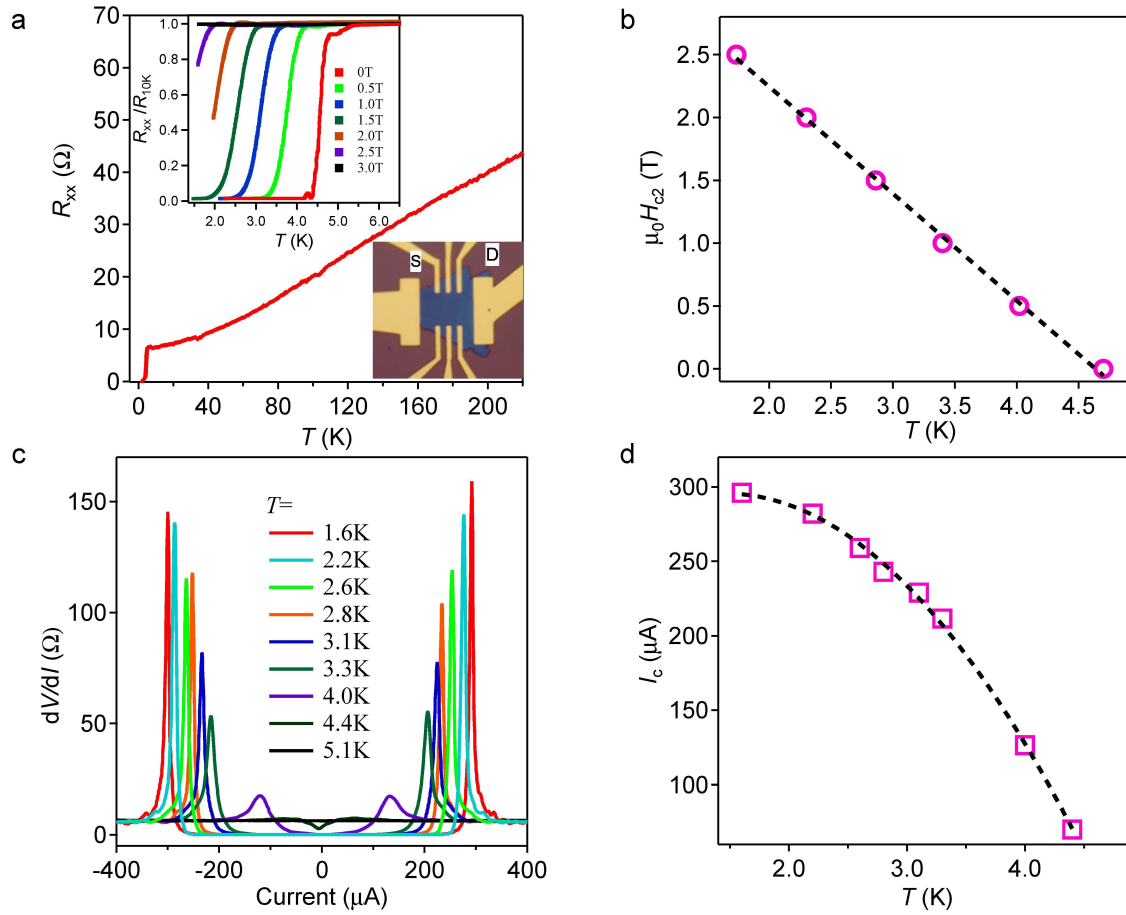 a
70
60
50
40
30
20
10
0
Rxx (Ω)
0
40
80
120
160
200
T (K)
1.0
0.8
0.6
0.4
0.2
0.0
Rxx /R10K
2.0
3.0
4.0
5.0
6.0
T (K)
0T
0.5T
1.0T
1.5T
2.0T
2.5T
3.0T
S
D
b
2.5
2.0
1.5
1.0
0.5
0.0
μ0Hc2 (T)
2.0
2.5
3.0
3.5
4.0
4.5
T (K)
c
150
100
50
0
dV/dI (Ω)
-400
-200
0
200
400
Current (μA)
T=
1.6K
2.2K
2.6K
2.8K
3.1K
3.3K
4.0K
4.4K
5.1K
d
300
250
200
150
100
Ic (μA)
2.0
3.0
4.0
T (K)